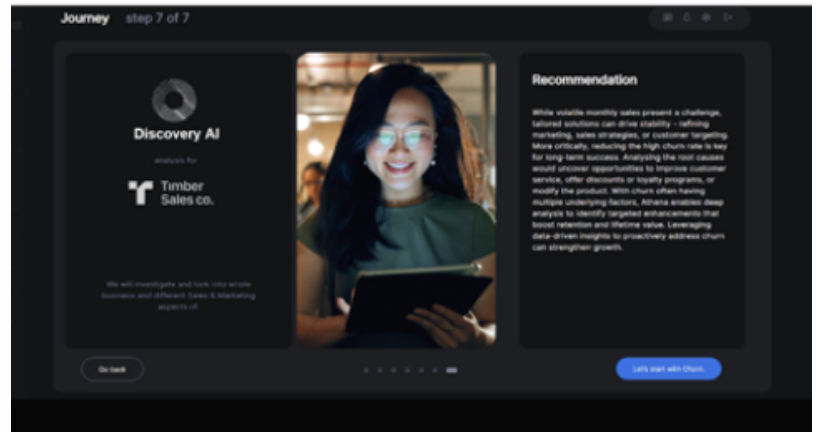 Journey step 7 of 7
Discovery AI
analysis for
Timber
Sales co.
We will investigate and look into whole
business and different Sales & Marketing
aspects of.
Recommendation
While volatile monthly sales present a challenge,
tailored solutions can drive stability - refining
marketing, sales strategies, or customer targeting.
More critically, reducing the high churn rate is key
for long-term success. Analysing the root causes
would uncover opportunities to improve customer
service, offer discounts or loyalty programs, or
modify the product. With churn often having
multiple underlying factors, Athena enables deep
analysis to identify targeted enhancements that
boost retention and lifetime value. Leveraging
data-driven insights to proactively address churn
can strengthen growth.
Go back
Let's start with Churn